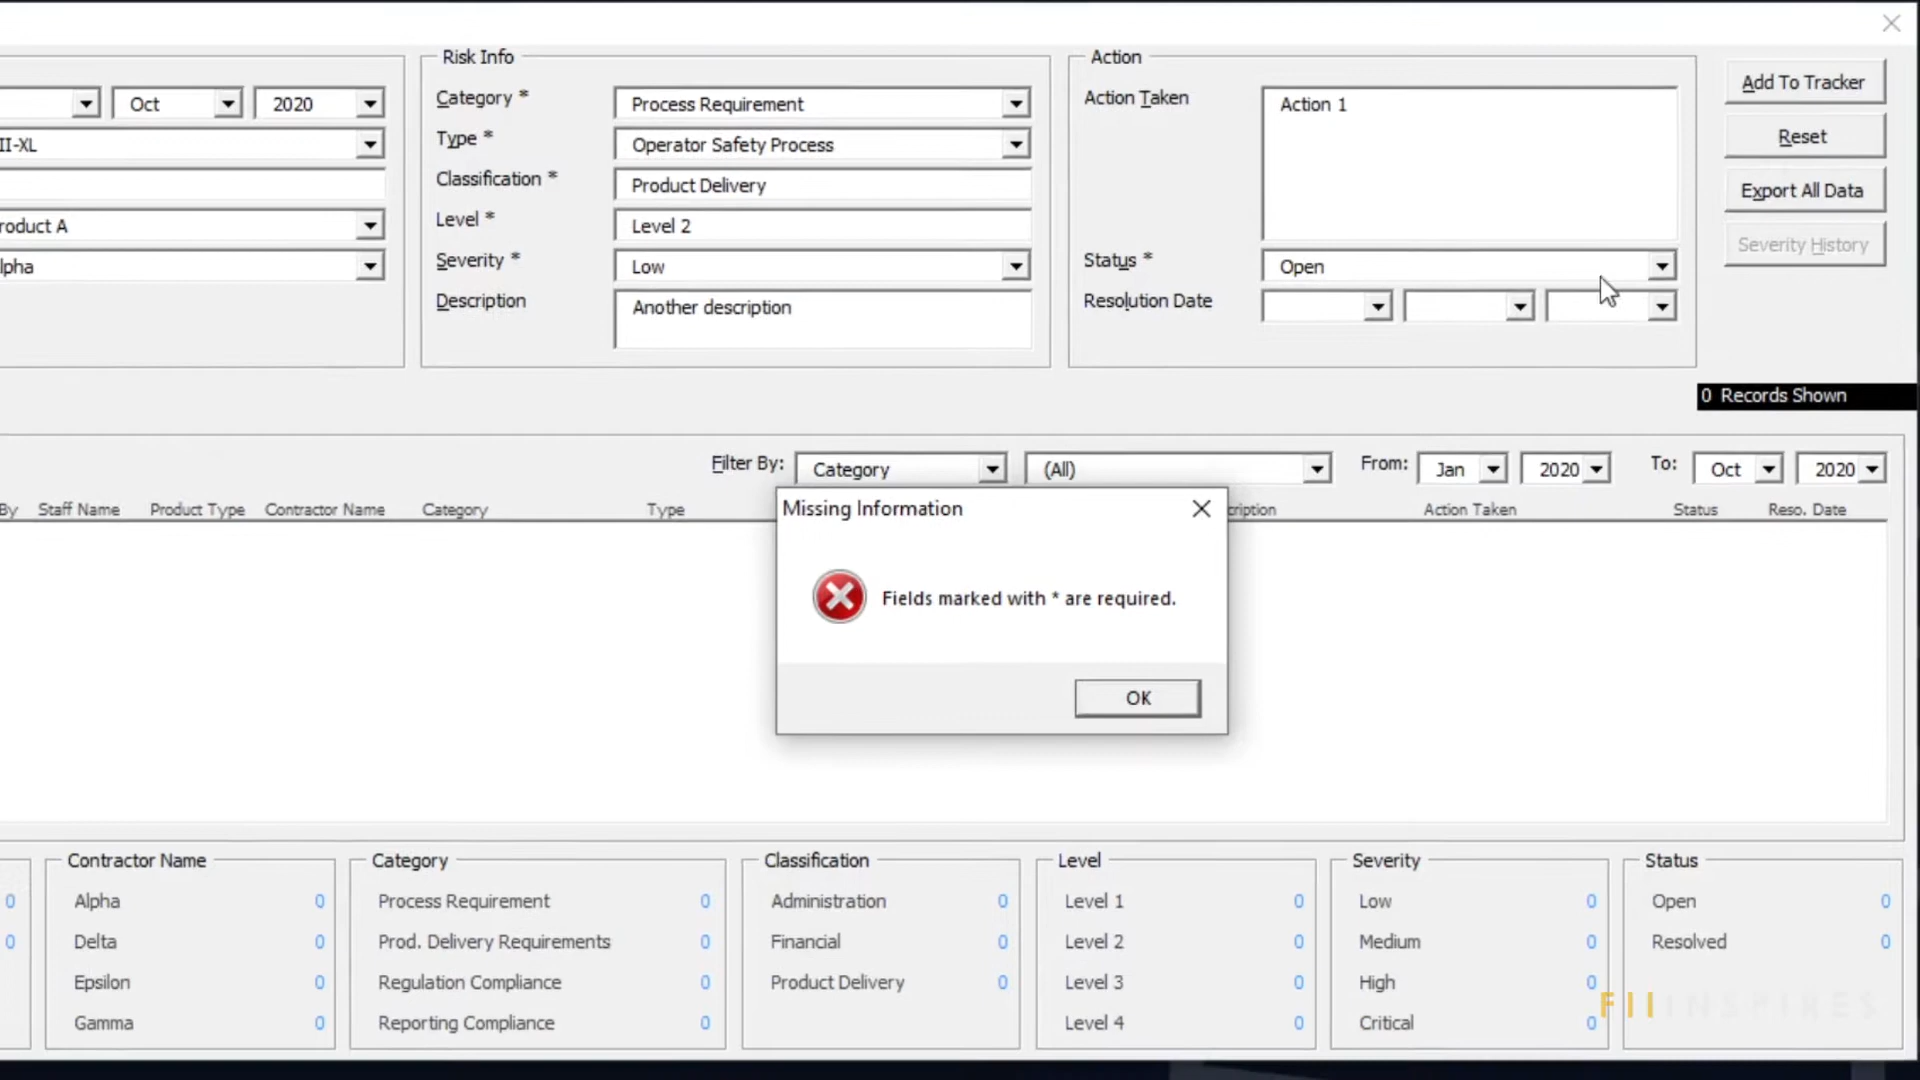 Risk Info
Action
Oct 2020
II-XL
roduct A
lpha
Category * Process Requirement
Type * Operator Safety Process
Classification * Product Delivery
Level * Level 2
Severity * Low
Description Another description
Action Taken Action 1
Status * Open
Resolution Date
Add To Tracker
Reset
Export All Data
Severity History
0 Records Shown
Filter By: Category (All) From: Jan 2020 To: Oct 2020
By Staff Name Product Type Contractor Name Category Type cription Action Taken Status Reso. Date
Missing Information
Fields marked with * are required.
OK
0
0
Contractor Name
Alpha 0
Delta 0
Epsilon 0
Gamma 0
Category
Process Requirement 0
Prod. Delivery Requirements 0
Regulation Compliance 0
Reporting Compliance 0
Classification
Administration 0
Financial 0
Product Delivery 0
Level
Level 1 0
Level 2 0
Level 3 0
Level 4 0
Severity
Low 0
Medium 0
High 0
Critical 0
Status
Open 0
Resolved 0
FIIINSPIRES